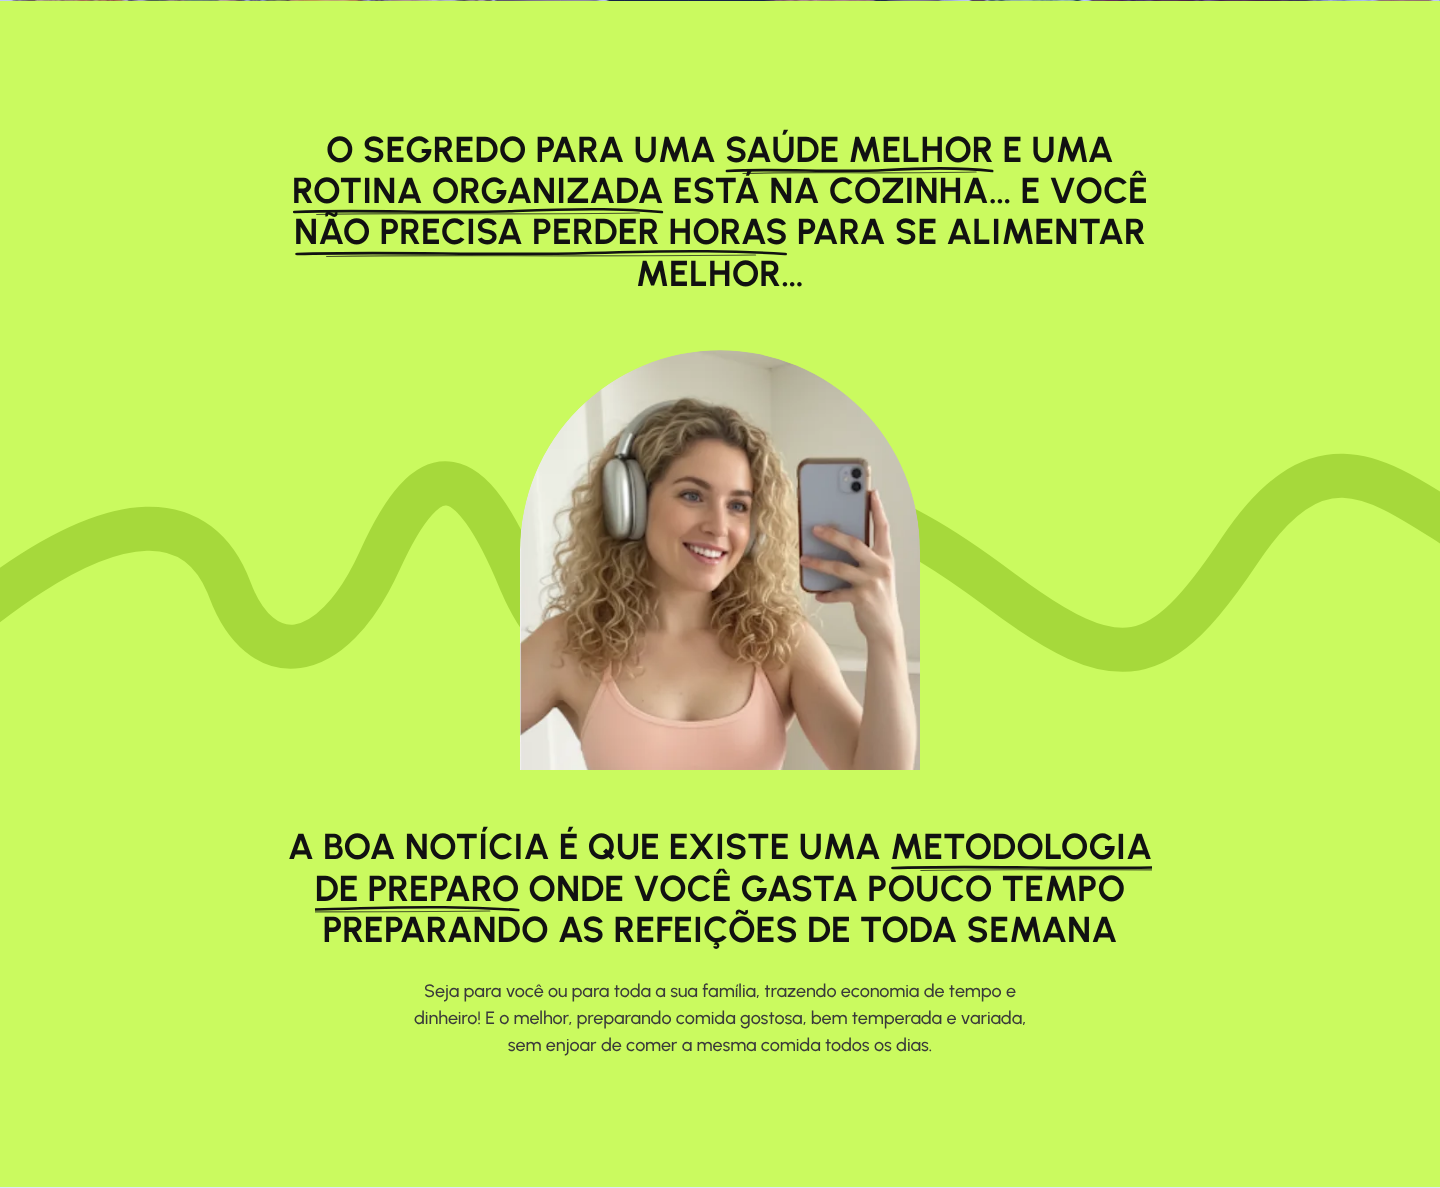 O SEGREDO PARA UMA SAÚDE MELHOR E UMA
ROTINA ORGANIZADA ESTÁ NA COZINHA... E VOCÊ
NÃO PRECISA PERDER HORAS PARA SE ALIMENTAR
MELHOR...
A BOA NOTÍCIA É QUE EXISTE UMA METODOLOGIA
DE PREPARO ONDE VOCÊ GASTA POUCO TEMPO
PREPARANDO AS REFEIÇÕES DE TODA SEMANA
Seja para você ou para toda a sua família, trazendo economia de tempo e
dinheiro! E o melhor, preparando comida gostosa, bem temperada e variada,
sem enjoar de comer a mesma comida todos os dias.